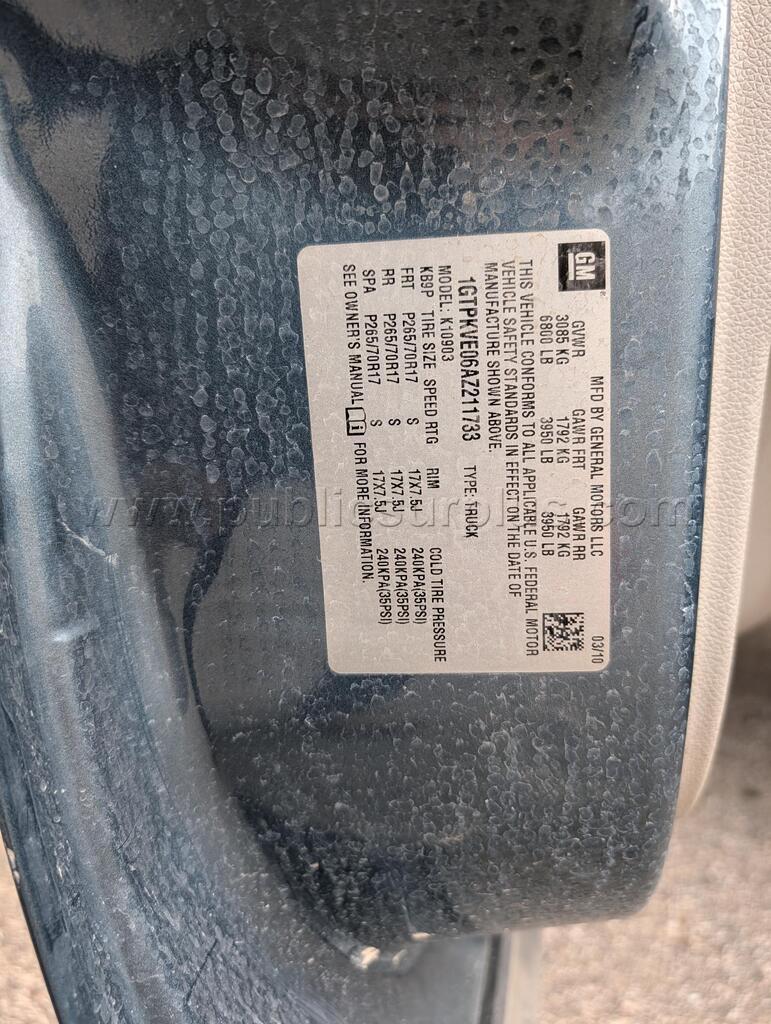 GM
MFD BY GENERAL MOTORS LLC 03/10
GVWR GAWR FRT GAWR RR
3085 KG 1792 KG 1792 KG
6800 LB 3950 LB 3950 LB
THIS VEHICLE CONFORMS TO ALL APPLICABLE U.S. FEDERAL MOTOR
VEHICLE SAFETY STANDARDS IN EFFECT ON THE DATE OF
MANUFACTURE SHOWN ABOVE.
1GTPKVE06AZ211733 TYPE: TRUCK
MODEL: K10903
KB9P TIRE SIZE SPEED RTG RIM COLD TIRE PRESSURE
FRT P265/70R17 S 17X7.5J 240KPA(35PSI)
RR P265/70R17 S 17X7.5J 240KPA(35PSI)
SPA P265/70R17 S 17X7.5J 240KPA(35PSI)
SEE OWNER'S MANUAL FOR MORE INFORMATION.
www.publicsurplus.com